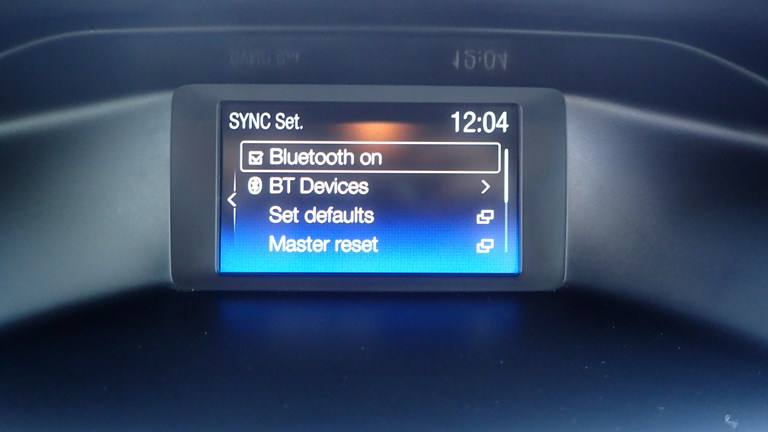 SYNC Set. 12:04
Bluetooth on
BT Devices
Set defaults
Master reset